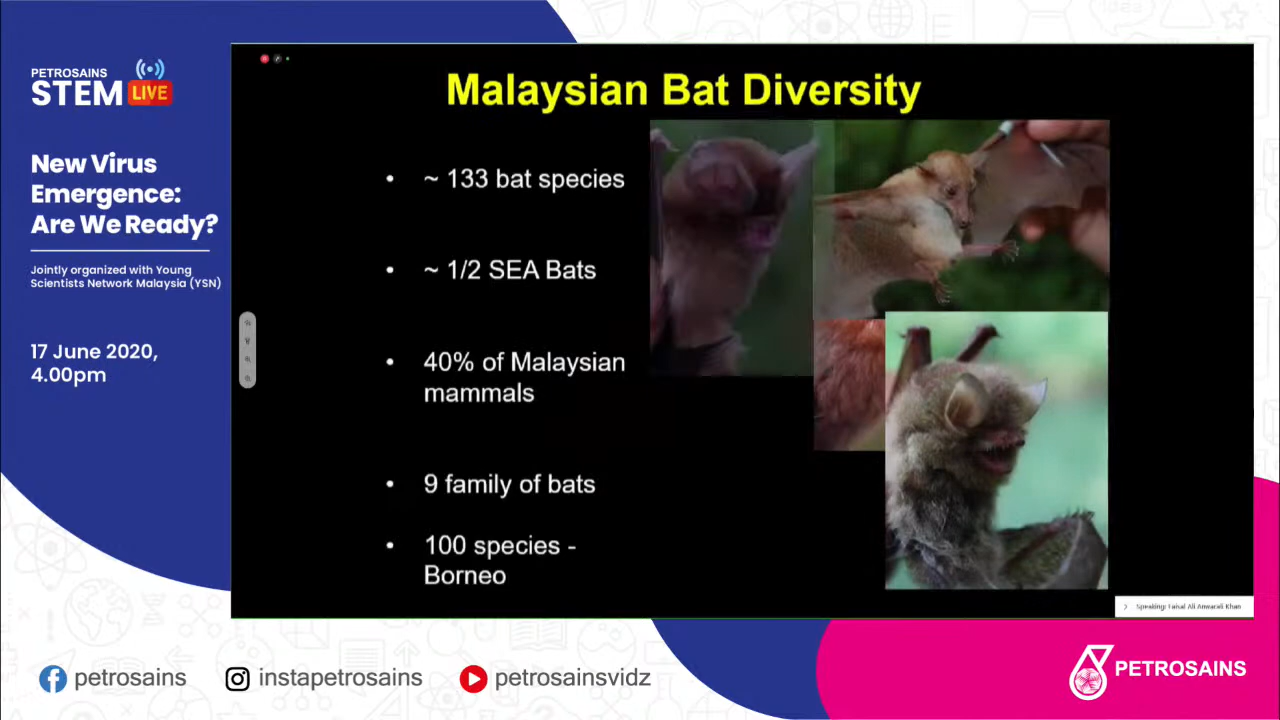 PETROSAINS
STEM LIVE
New Virus
Emergence:
Are We Ready?
Jointly organized with Young
Scientists Network Malaysia (YSN)
17 June 2020,
4.00pm
Malaysian Bat Diversity
• ~ 133 bat species
• ~ 1/2 SEA Bats
• 40% of Malaysian
mammals
• 9 family of bats
• 100 species -
Borneo
Speaking: Faisal Ali Anwarali Khan
petrosains
instapetrosains
petrosainsvidz
PETROSAINS